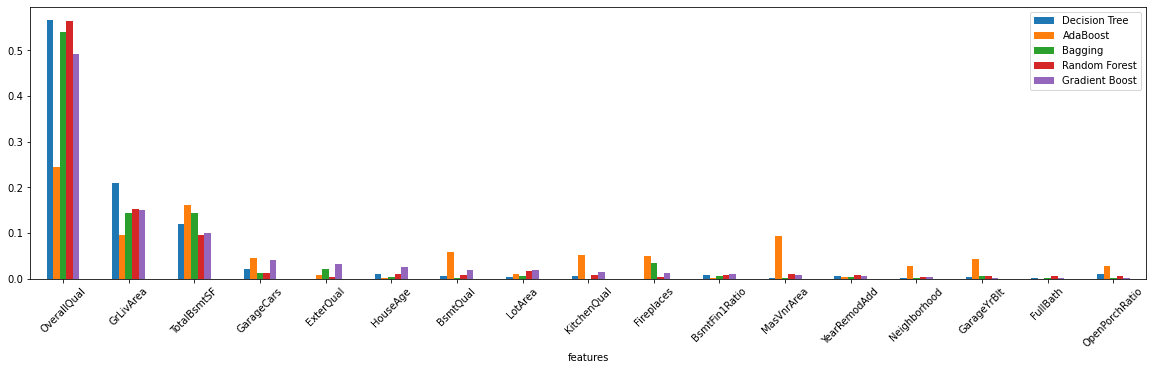 Decision Tree
AdaBoost
Bagging
Random Forest
Gradient Boost
0.5
0.4
0.3
0.2
0.1
0.0
OverallQual
GrLivArea
TotalBsmtSF
GarageCars
ExterQual
HouseAge
BsmtQual
LotArea
KitchenQual
Fireplaces
BsmtFin1Ratio
MasVnrArea
YearRemodAdd
Neighborhood
GarageYrBlt
FullBath
OpenPorchRatio
features